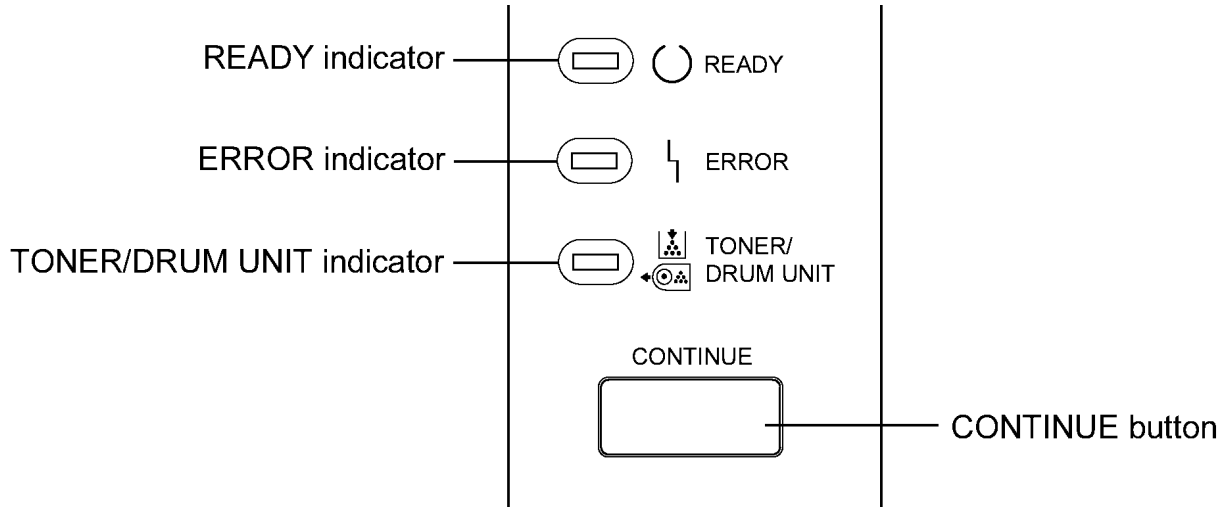 READY indicator
READY
ERROR indicator
ERROR
TONER/DRUM UNIT indicator
TONER/
DRUM UNIT
CONTINUE
CONTINUE button